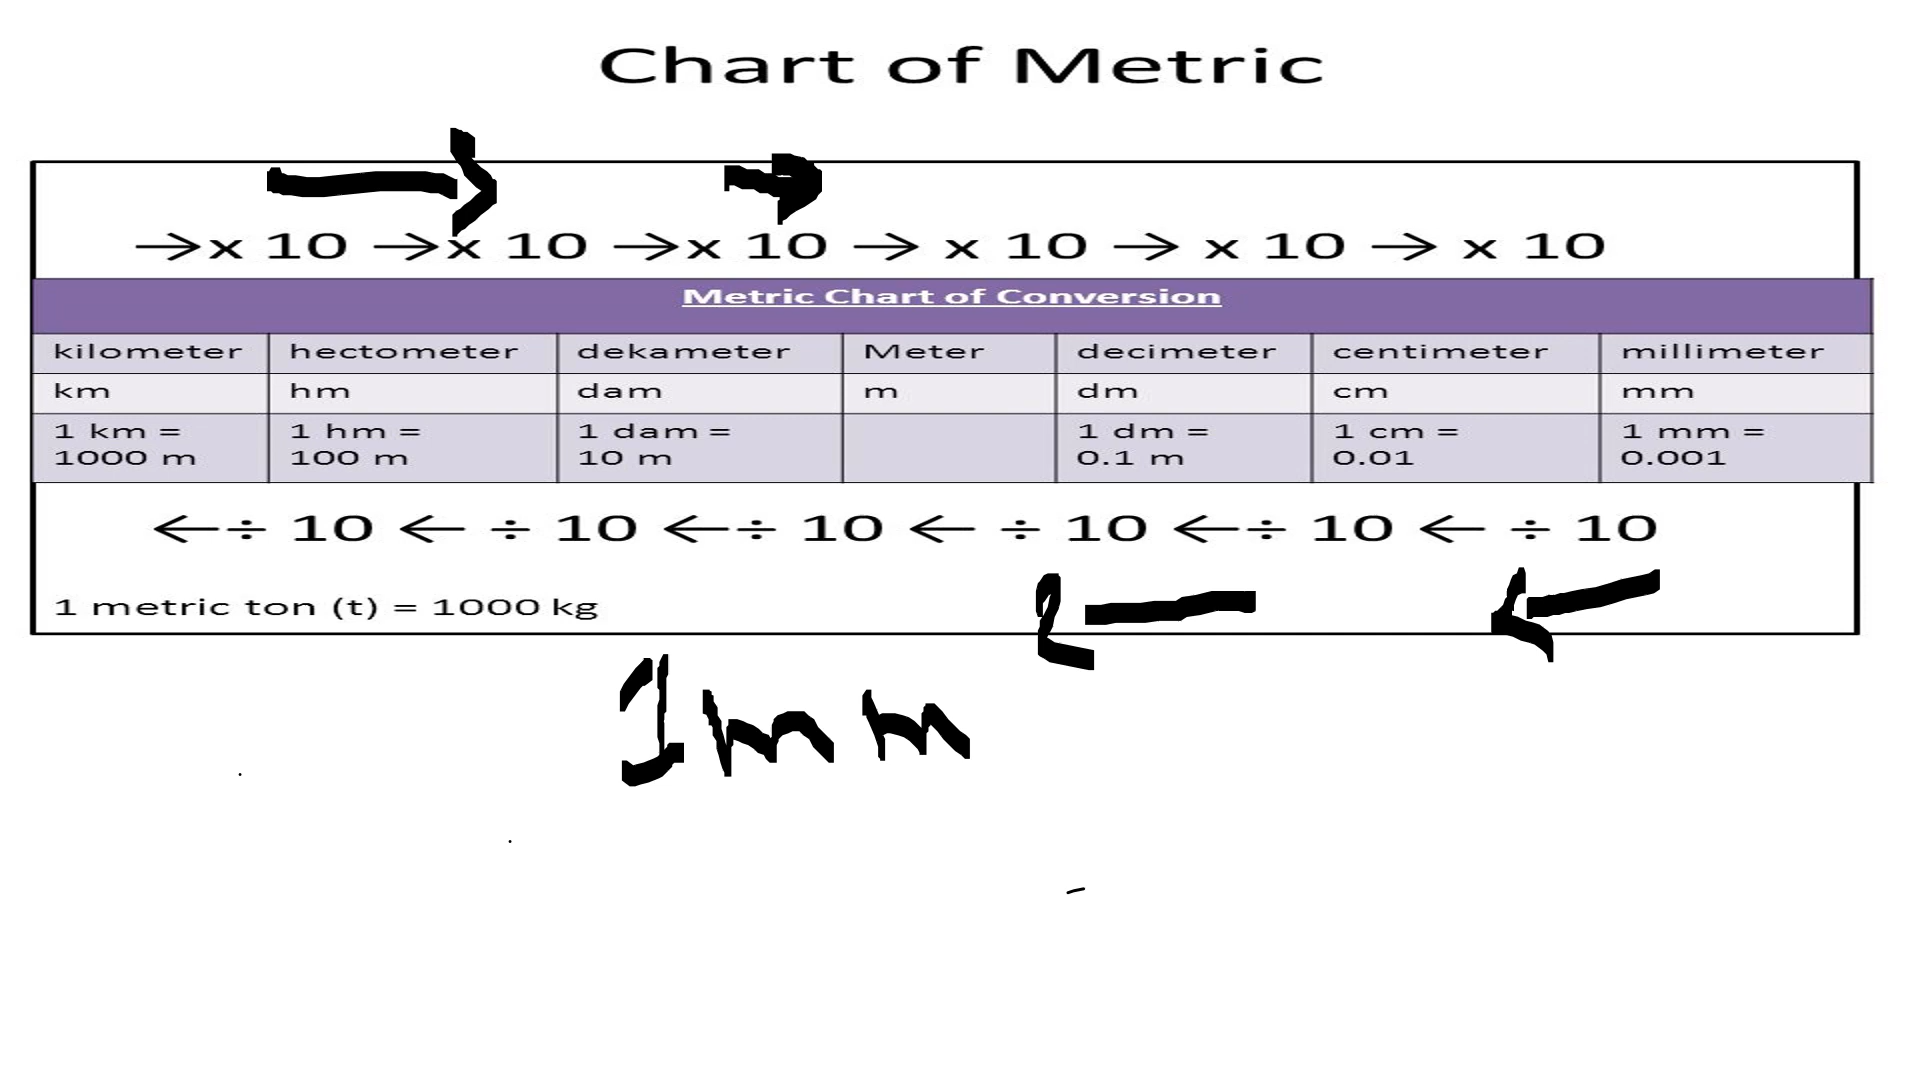 Chart of Metric
→x 10 →x 10 →x 10 → x 10 → x 10 → x 10
Metric Chart of Conversion
kilometer hectometer dekameter Meter decimeter centimeter millimeter
km hm dam m dm cm mm
1 km = 1 hm = 1 dam = 1 dm = 1 cm = 1 mm =
1000 m 100 m 10 m 0.1 m 0.01 0.001
←÷ 10 ← ÷ 10 ←÷ 10 ← ÷ 10 ←÷ 10 ← ÷ 10
1 metric ton (t) = 1000 kg
1mm